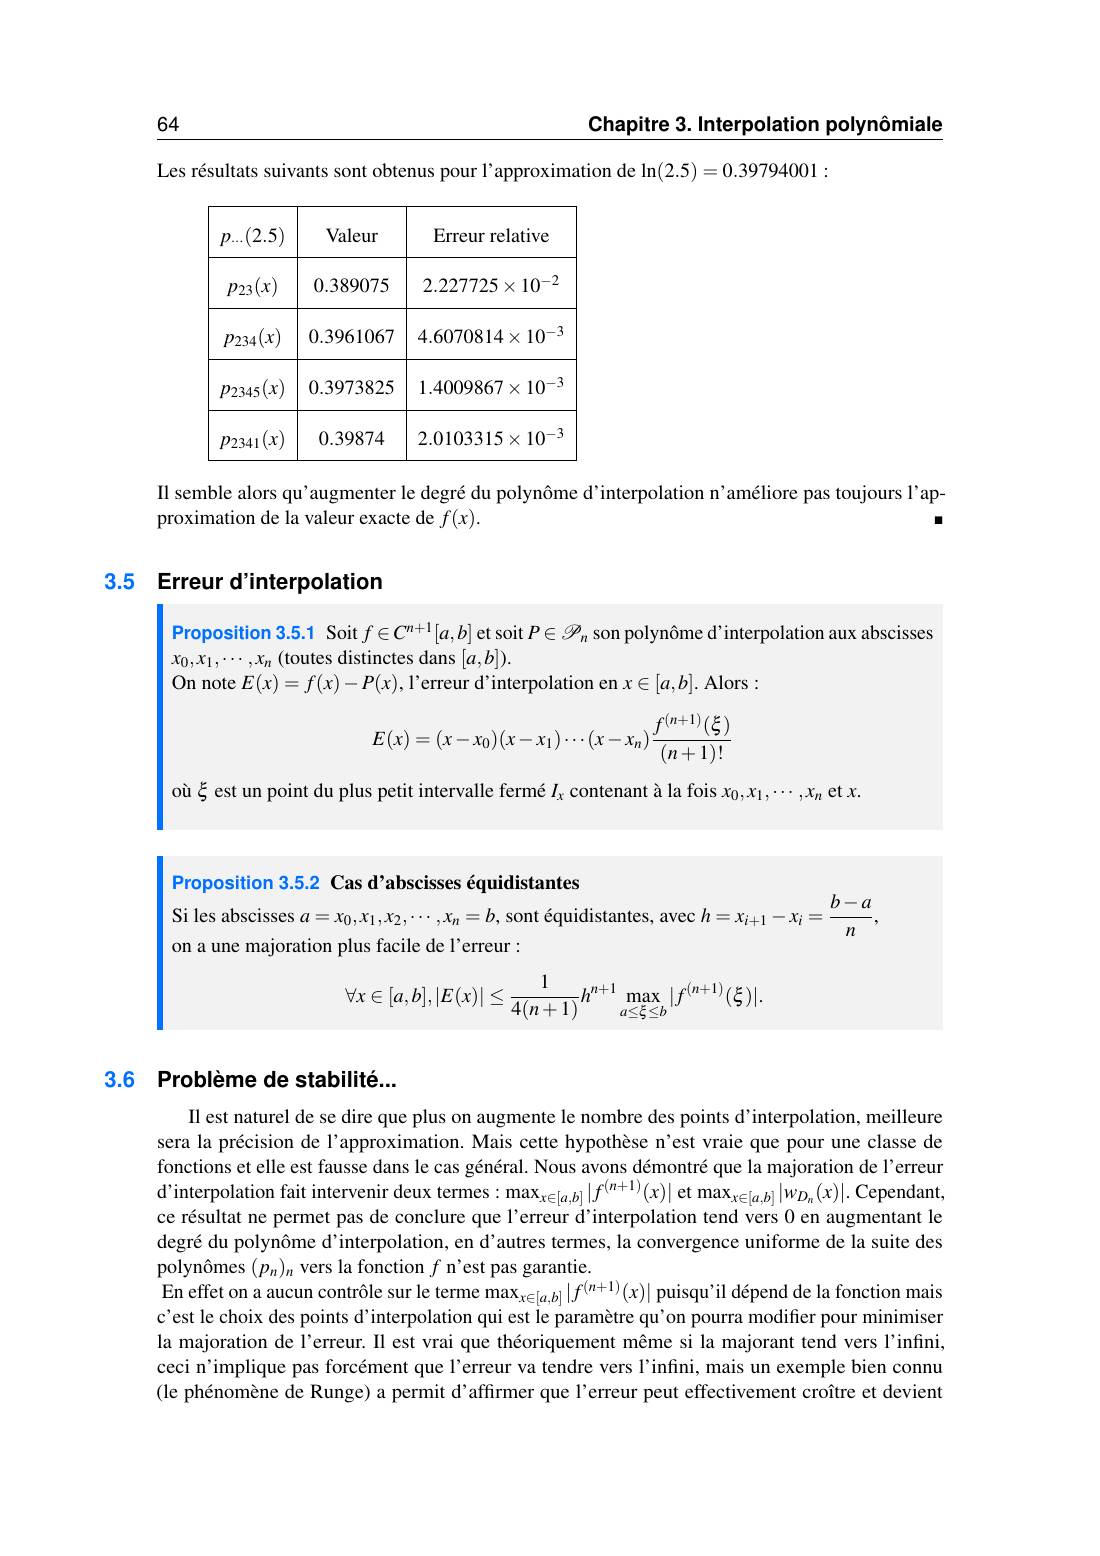 64 Chapitre 3. Interpolation polynômiale
Les résultats suivants sont obtenus pour l'approximation de ln(2.5) = 0.39794001 :
p...(2.5) Valeur Erreur relative
p₂₃(x) 0.389075 2.227725 × 10⁻²
p₂₃₄(x) 0.3961067 4.6070814 × 10⁻³
p₂₃₄₅(x) 0.3973825 1.4009867 × 10⁻³
p₂₃₄₁(x) 0.39874 2.0103315 × 10⁻³
Il semble alors qu'augmenter le degré du polynôme d'interpolation n'améliore pas toujours l'ap-
proximation de la valeur exacte de f(x). ■
3.5 Erreur d'interpolation
Proposition 3.5.1 Soit f ∈ Cⁿ⁺¹[a,b] et soit P ∈ 𝒫ₙ son polynôme d'interpolation aux abscisses
x₀,x₁,⋯,xₙ (toutes distinctes dans [a,b]).
On note E(x) = f(x) − P(x), l'erreur d'interpolation en x ∈ [a,b]. Alors :
E(x) = (x − x₀)(x − x₁)⋯(x − xₙ) f⁽ⁿ⁺¹⁾(ξ) / (n+1)!
où ξ est un point du plus petit intervalle fermé Iₓ contenant à la fois x₀,x₁,⋯,xₙ et x.
Proposition 3.5.2 Cas d'abscisses équidistantes
Si les abscisses a = x₀,x₁,x₂,⋯,xₙ = b, sont équidistantes, avec h = xᵢ₊₁ − xᵢ = (b − a)/n,
on a une majoration plus facile de l'erreur :
∀x ∈ [a,b], |E(x)| ≤ 1/(4(n+1)) hⁿ⁺¹ max_{a≤ξ≤b} |f⁽ⁿ⁺¹⁾(ξ)|.
3.6 Problème de stabilité...
Il est naturel de se dire que plus on augmente le nombre des points d'interpolation, meilleure
sera la précision de l'approximation. Mais cette hypothèse n'est vraie que pour une classe de
fonctions et elle est fausse dans le cas général. Nous avons démontré que la majoration de l'erreur
d'interpolation fait intervenir deux termes : max_{x∈[a,b]} |f⁽ⁿ⁺¹⁾(x)| et max_{x∈[a,b]} |w_{Dₙ}(x)|. Cependant,
ce résultat ne permet pas de conclure que l'erreur d'interpolation tend vers 0 en augmentant le
degré du polynôme d'interpolation, en d'autres termes, la convergence uniforme de la suite des
polynômes (pₙ)ₙ vers la fonction f n'est pas garantie.
En effet on a aucun contrôle sur le terme max_{x∈[a,b]} |f⁽ⁿ⁺¹⁾(x)| puisqu'il dépend de la fonction mais
c'est le choix des points d'interpolation qui est le paramètre qu'on pourra modifier pour minimiser
la majoration de l'erreur. Il est vrai que théoriquement même si la majorant tend vers l'infini,
ceci n'implique pas forcément que l'erreur va tendre vers l'infini, mais un exemple bien connu
(le phénomène de Runge) a permit d'affirmer que l'erreur peut effectivement croître et devient